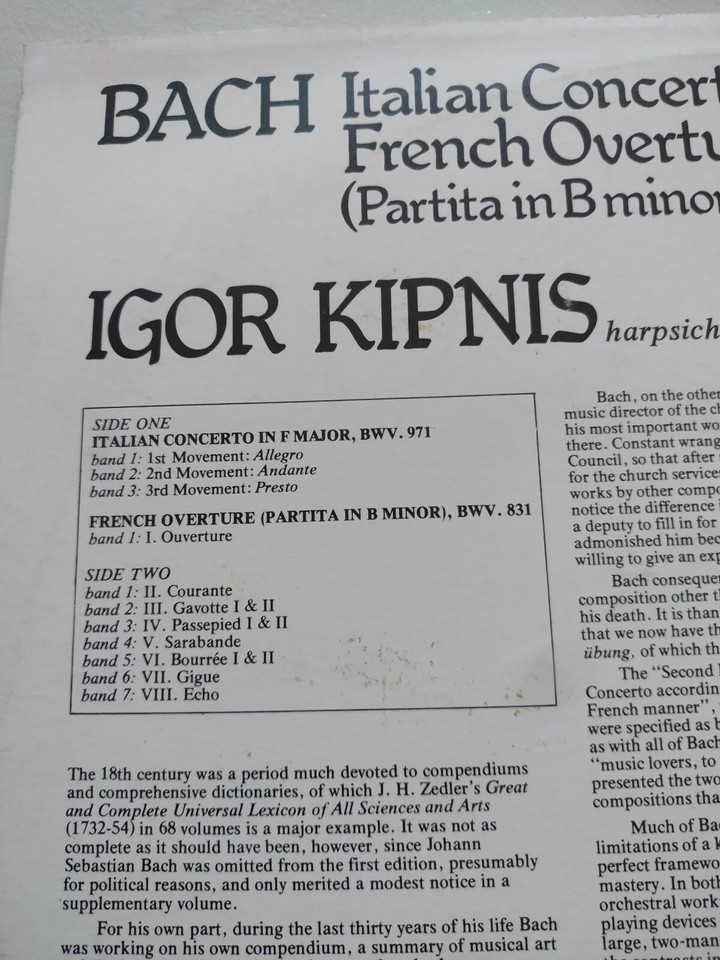 BACH Italian Concert
French Overtu
(Partita in B minor
IGOR KIPNIS harpsich
SIDE ONE
ITALIAN CONCERTO IN F MAJOR, BWV. 971
band 1: 1st Movement: Allegro
band 2: 2nd Movement: Andante
band 3: 3rd Movement: Presto
FRENCH OVERTURE (PARTITA IN B MINOR), BWV. 831
band 1: I. Ouverture
SIDE TWO
band 1: II. Courante
band 2: III. Gavotte I & II
band 3: IV. Passepied I & II
band 4: V. Sarabande
band 5: VI. Bourrée I & II
band 6: VII. Gigue
band 7: VIII. Echo
The 18th century was a period much devoted to compendiums
and comprehensive dictionaries, of which J. H. Zedler's Great
and Complete Universal Lexicon of All Sciences and Arts
(1732-54) in 68 volumes is a major example. It was not as
complete as it should have been, however, since Johann
Sebastian Bach was omitted from the first edition, presumably
for political reasons, and only merited a modest notice in a
supplementary volume.
For his own part, during the last thirty years of his life Bach
was working on his own compendium, a summary of musical art
Bach, on the other
music director of the c
his most important wo
there. Constant wrang
Council, so that after
for the church services
works by other compo
notice the difference
a deputy to fill in for
admonished him bec
willing to give an exp
Bach consequen
composition other t
his death. It is than
that we now have th
übung, of which th
The "Second
Concerto accordin
French manner",
were specified as b
as with all of Bach
"music lovers, to
presented the two
compositions tha
Much of Ba
limitations of a k
perfect framewo
mastery. In both
orchestral work
playing devices
large, two-man